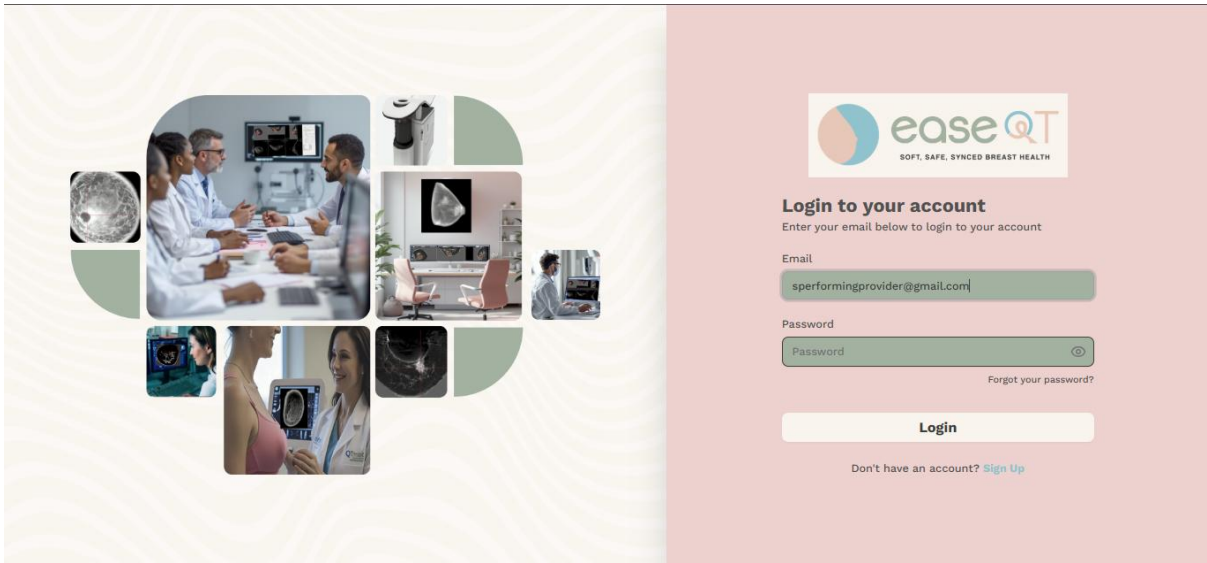 ease QT
SOFT, SAFE, SYNCED BREAST HEALTH
Login to your account
Enter your email below to login to your account
Email
sperformingprovider@gmail.com
Password
Password
Forgot your password?
Login
Don't have an account? Sign Up